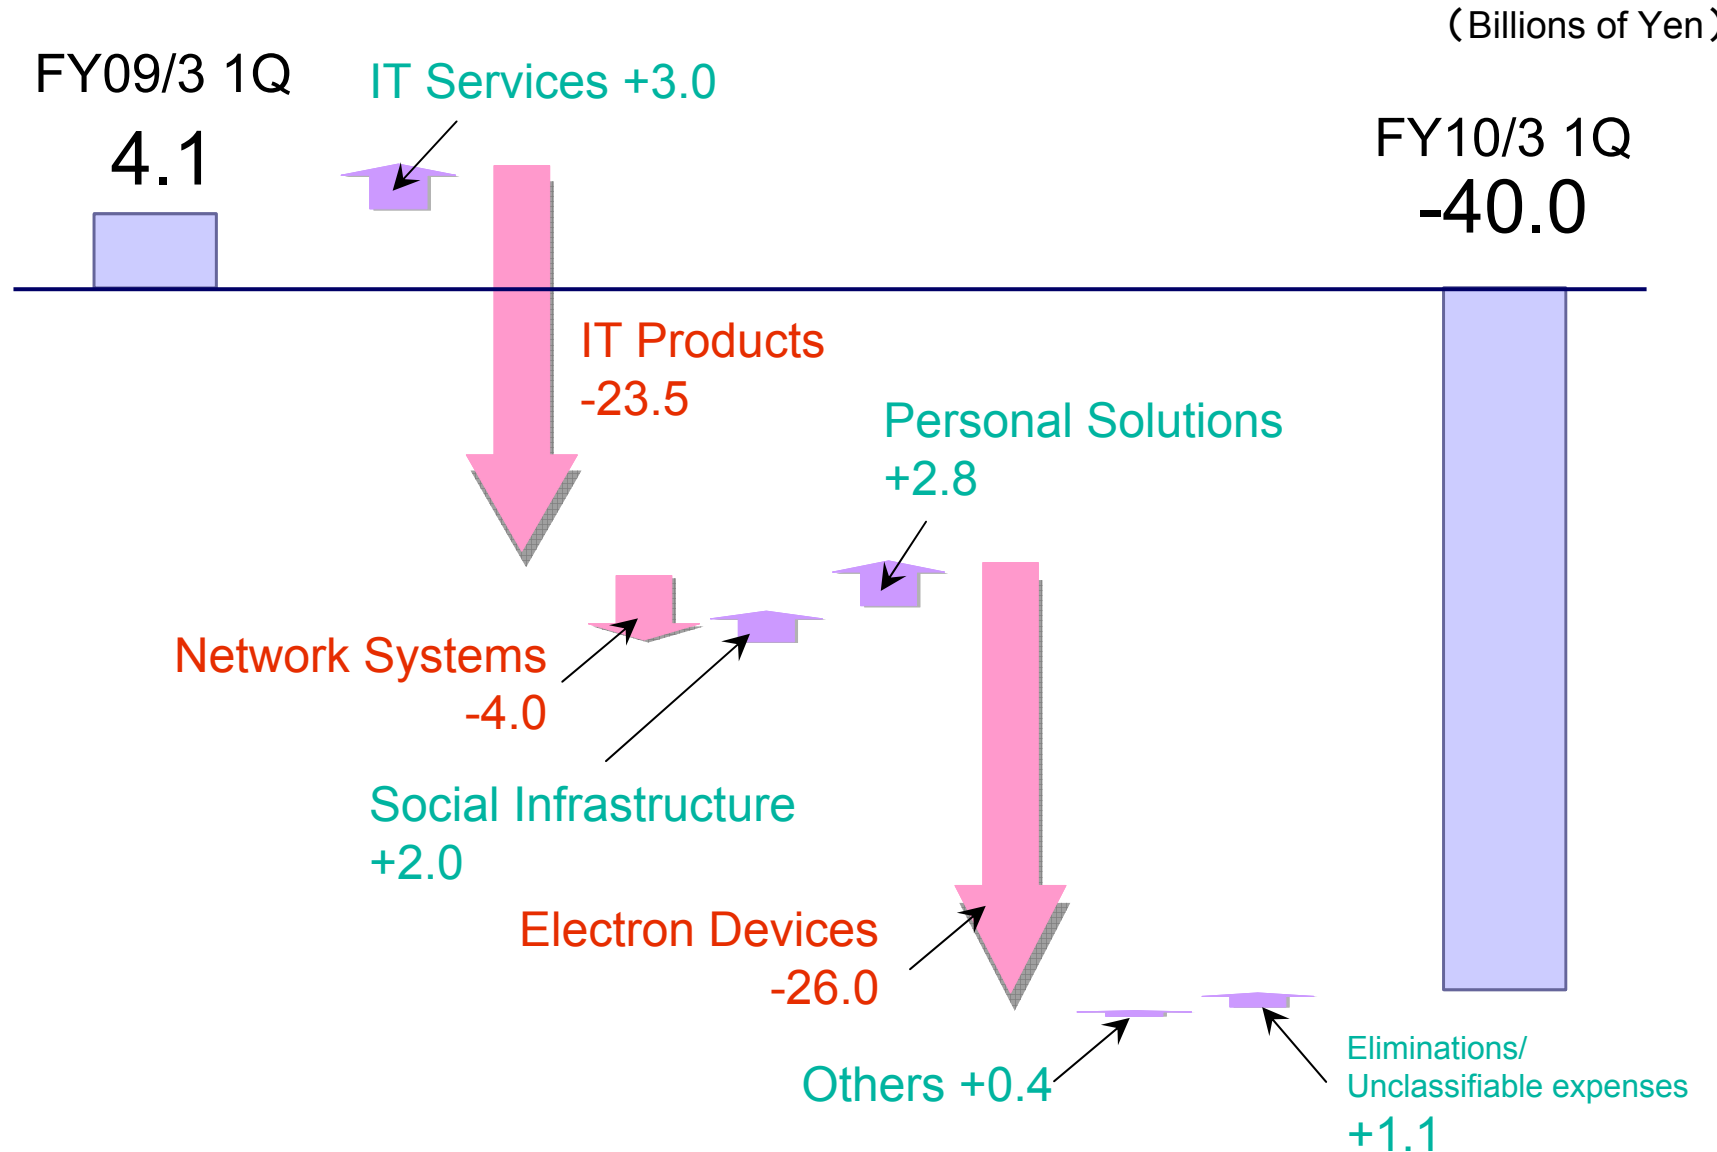 （Billions of Yen）
FY09/3 1Q
4.1
IT Services +3.0
FY10/3 1Q
-40.0
IT Products
-23.5
Personal Solutions
+2.8
Network Systems
-4.0
Social Infrastructure
+2.0
Electron Devices
-26.0
Others +0.4
Eliminations/
Unclassifiable expenses
+1.1